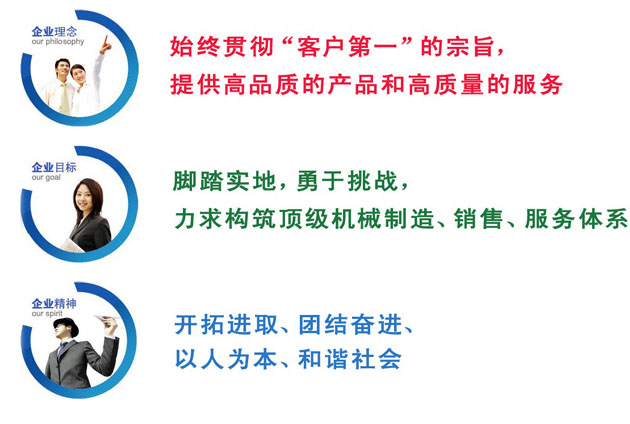 企业理念
our philosophy
始终贯彻“客户第一”的宗旨，
提供高品质的产品和高质量的服务
企业目标
our goal
脚踏实地，勇于挑战，
力求构筑顶级机械制造、销售、服务体系
企业精神
our spirit
开拓进取、团结奋进、
以人为本、和谐社会